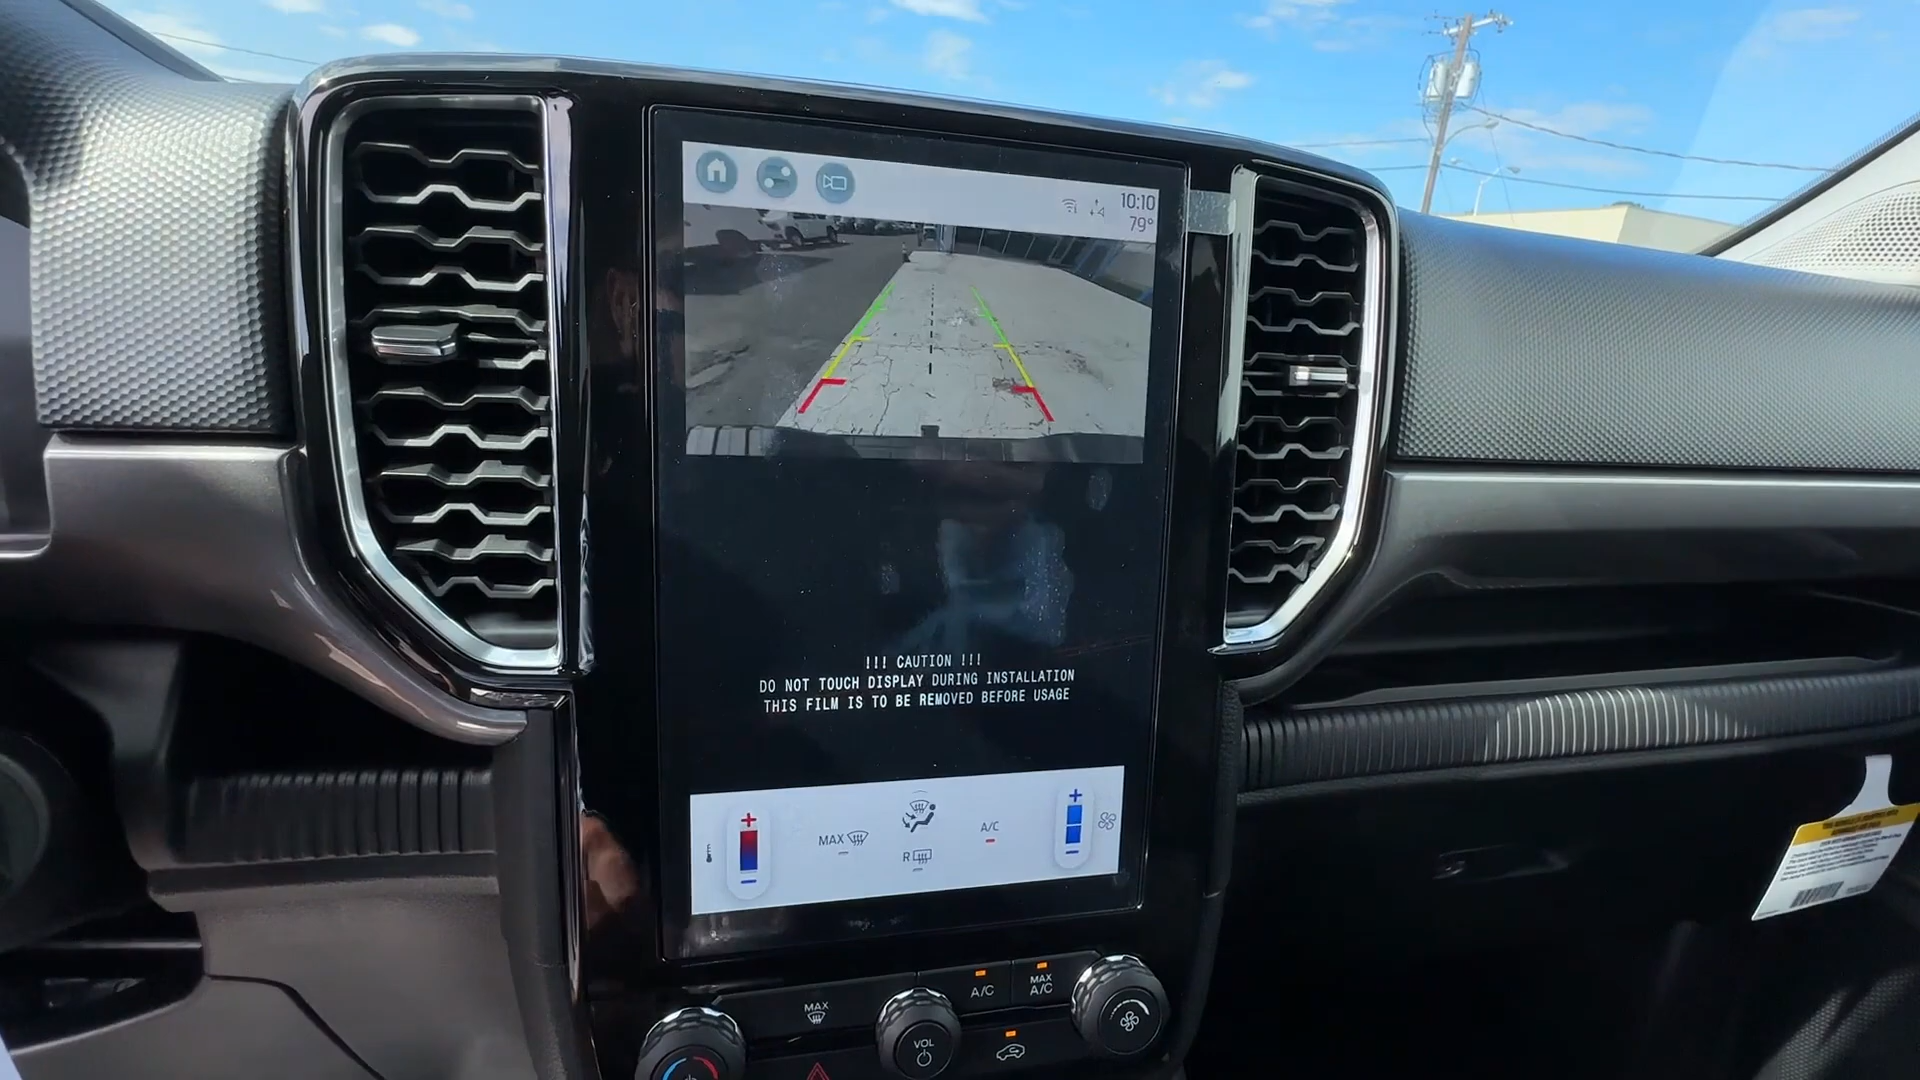 10:10
79°
!!! CAUTION !!!
DO NOT TOUCH DISPLAY DURING INSTALLATION
THIS FILM IS TO BE REMOVED BEFORE USAGE
MAX
A/C
R
MAX
VOL
A/C
MAX
A/C